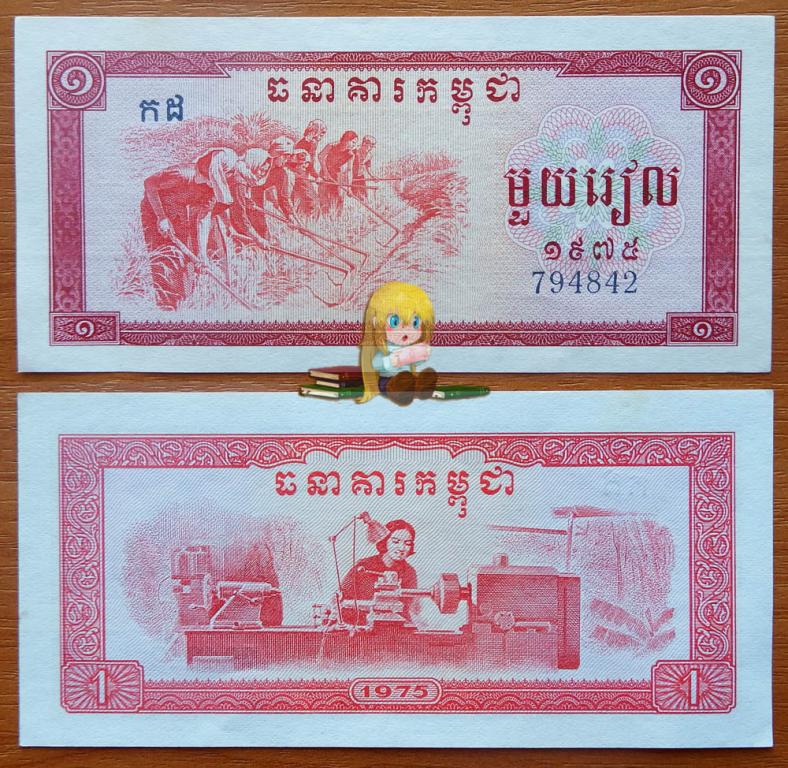 ១ ១
ធនាគារកម្ពុជា
កដ
មួយរៀល
១៩៧៥
794842
១ ១
ធនាគារកម្ពុជា
1 1975 1